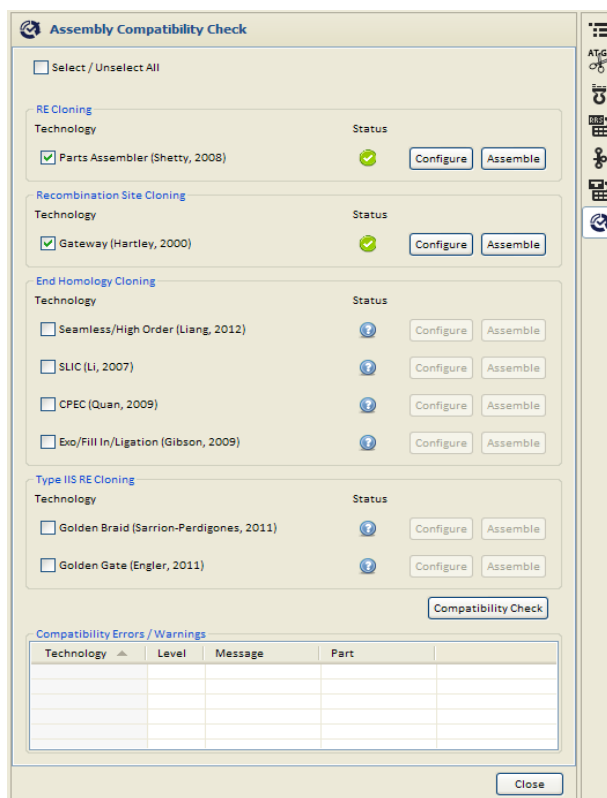 Assembly Compatibility Check
Select / Unselect All
RE Cloning
Technology Status
Parts Assembler (Shetty, 2008) Configure Assemble
Recombination Site Cloning
Technology Status
Gateway (Hartley, 2000) Configure Assemble
End Homology Cloning
Technology Status
Seamless/High Order (Liang, 2012) ? Configure Assemble
SLIC (Li, 2007) ? Configure Assemble
CPEC (Quan, 2009) ? Configure Assemble
Exo/Fill In/Ligation (Gibson, 2009) ? Configure Assemble
Type IIS RE Cloning
Technology Status
Golden Braid (Sarrion-Perdigones, 2011) ? Configure Assemble
Golden Gate (Engler, 2011) ? Configure Assemble
Compatibility Check
Compatibility Errors / Warnings
Technology Level Message Part
Close
AT-G
RBS